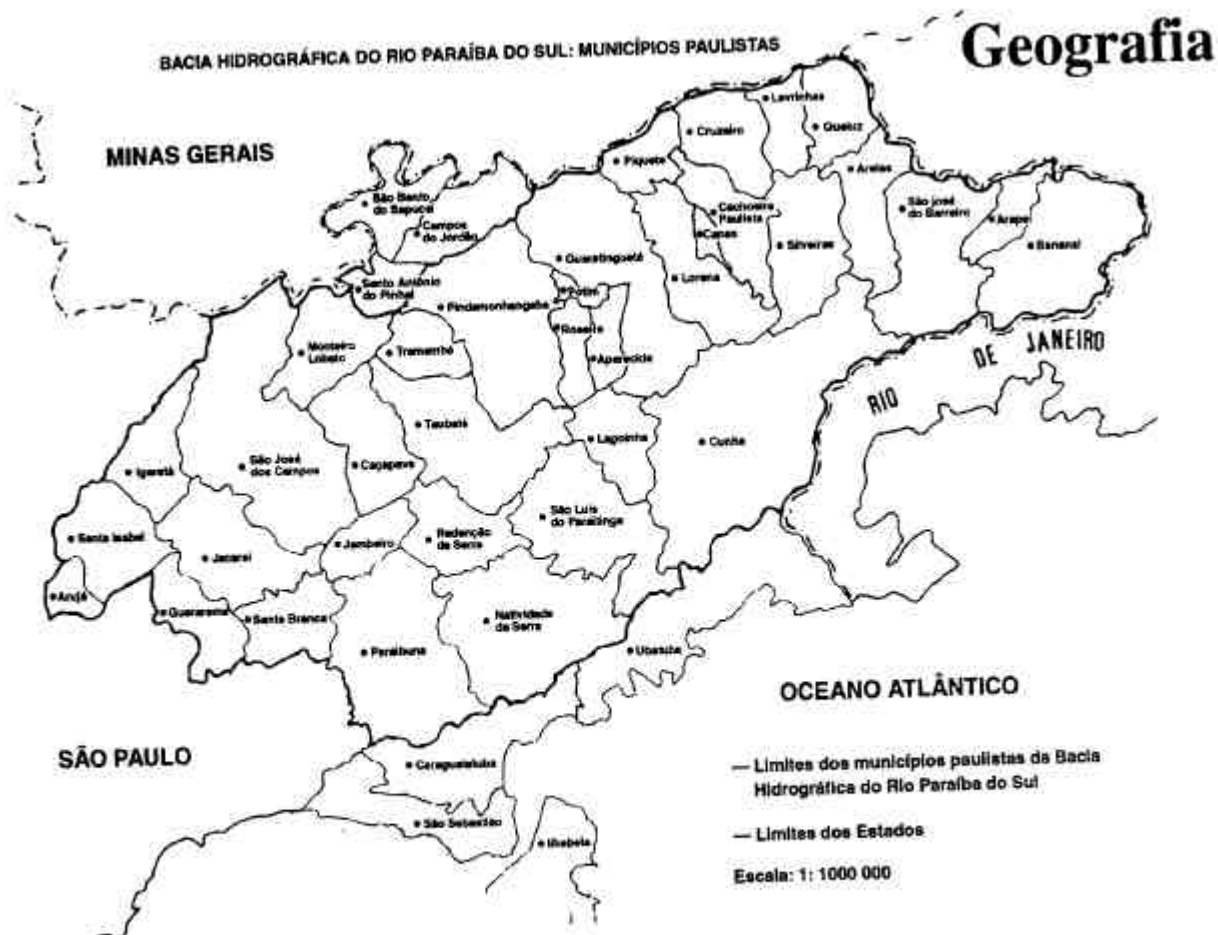 Geografia
BACIA HIDROGRÁFICA DO RIO PARAÍBA DO SUL: MUNICÍPIOS PAULISTAS
MINAS GERAIS
Lavrinhas
Cruzeiro
Queluz
Piquete
Areias
São Bento
do Sapucaí
Campos
do Jordão
Cachoeira
Paulista
Canas
São José
do Barreiro
Arapeí
Bananal
Silveiras
Guaratinguetá
Lorena
Santo Antônio
do Pinhal
Pindamonhangaba
Potim
Roseira
Aparecida
Monteiro
Lobato
Tremembé
RIO DE JANEIRO
Taubaté
Lagoinha
Cunha
Igaratá
São José
dos Campos
Caçapava
São Luis
do Paraitinga
Santa Isabel
Jacareí
Jambeiro
Redenção
da Serra
Arujá
Guararema
Santa Branca
Natividade
da Serra
Paraibuna
Ubatuba
OCEANO ATLÂNTICO
SÃO PAULO
Caraguatatuba
São Sebastião
Ilhabela
— Limites dos municípios paulistas da Bacia
Hidrográfica do Rio Paraíba do Sul
— Limites dos Estados
Escala: 1: 1000 000